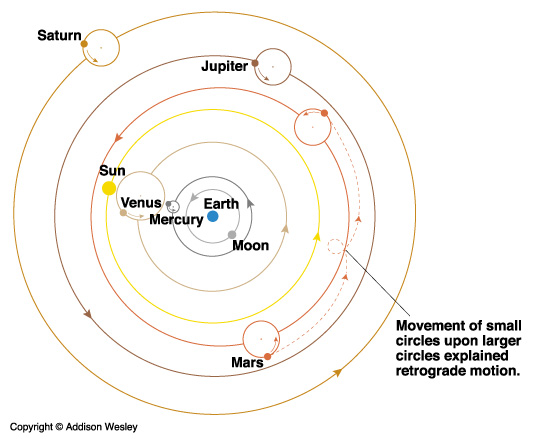 Saturn
Jupiter
Sun
Venus
Earth
Mercury
Moon
Movement of small
circles upon larger
circles explained
retrograde motion.
Mars
Copyright © Addison Wesley